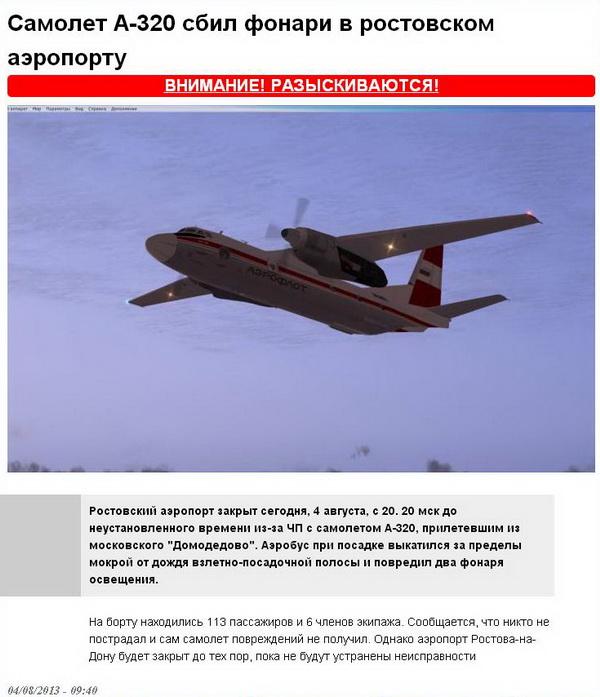 Самолет А-320 сбил фонари в ростовском
аэропорту
ВНИМАНИЕ! РАЗЫСКИВАЮТСЯ!
Мир Параметры Вид Справка Дополнения
АЭРОФЛОТ
Ростовский аэропорт закрыт сегодня, 4 августа, с 20. 20 мск до
неустановленного времени из-за ЧП с самолетом А-320, прилетевшим из
московского "Домодедово". Аэробус при посадке выкатился за пределы
мокрой от дождя взлетно-посадочной полосы и повредил два фонаря
освещения.
На борту находились 113 пассажиров и 6 членов экипажа. Сообщается, что никто не
пострадал и сам самолет повреждений не получил. Однако аэропорт Ростова-на-
Дону будет закрыт до тех пор, пока не будут устранены неисправности
04/08/2013 - 09:40